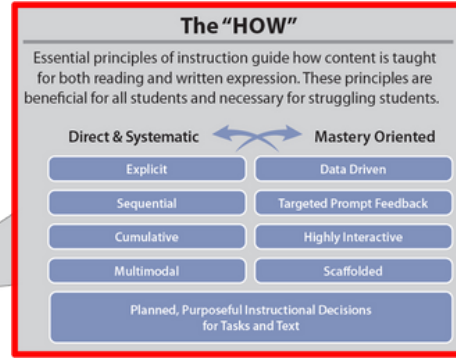 The “HOW”
Essential principles of instruction guide how content is taught
for both reading and written expression. These principles are
beneficial for all students and necessary for struggling students.
Direct & Systematic
Mastery Oriented
Explicit
Data Driven
Sequential
Targeted Prompt Feedback
Cumulative
Highly Interactive
Multimodal
Scaffolded
Planned, Purposeful Instructional Decisions
for Tasks and Text